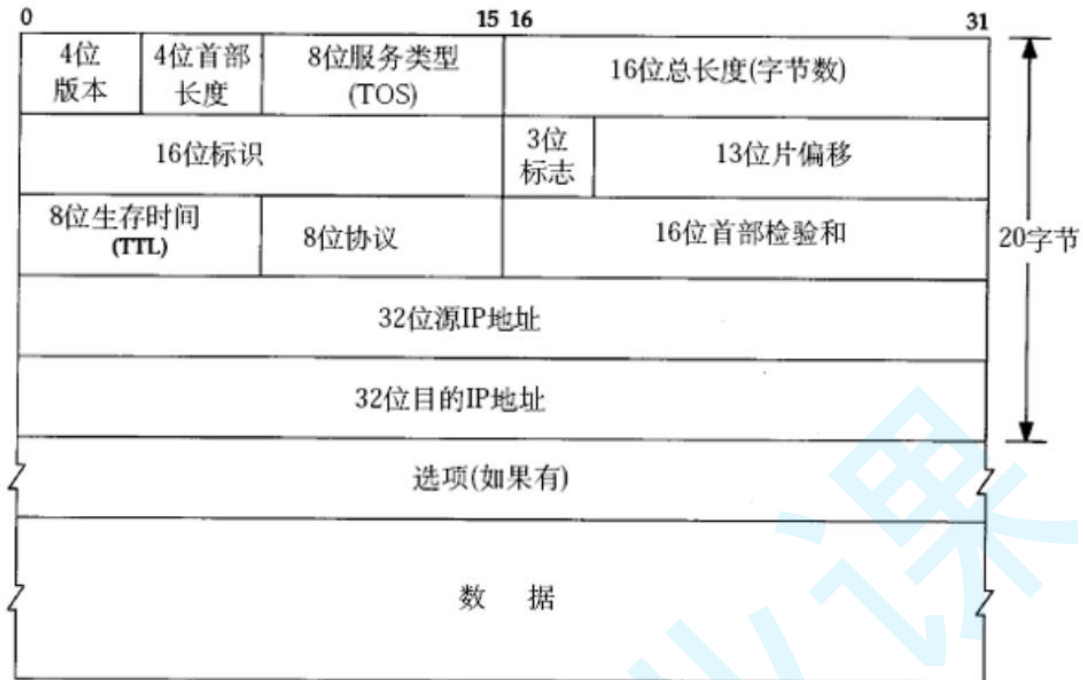 0 15 16 31
4位版本 4位首部长度 8位服务类型(TOS) 16位总长度(字节数)
16位标识 3位标志 13位片偏移
8位生存时间(TTL) 8位协议 16位首部检验和
20字节
32位源IP地址
32位目的IP地址
选项(如果有)
数 据